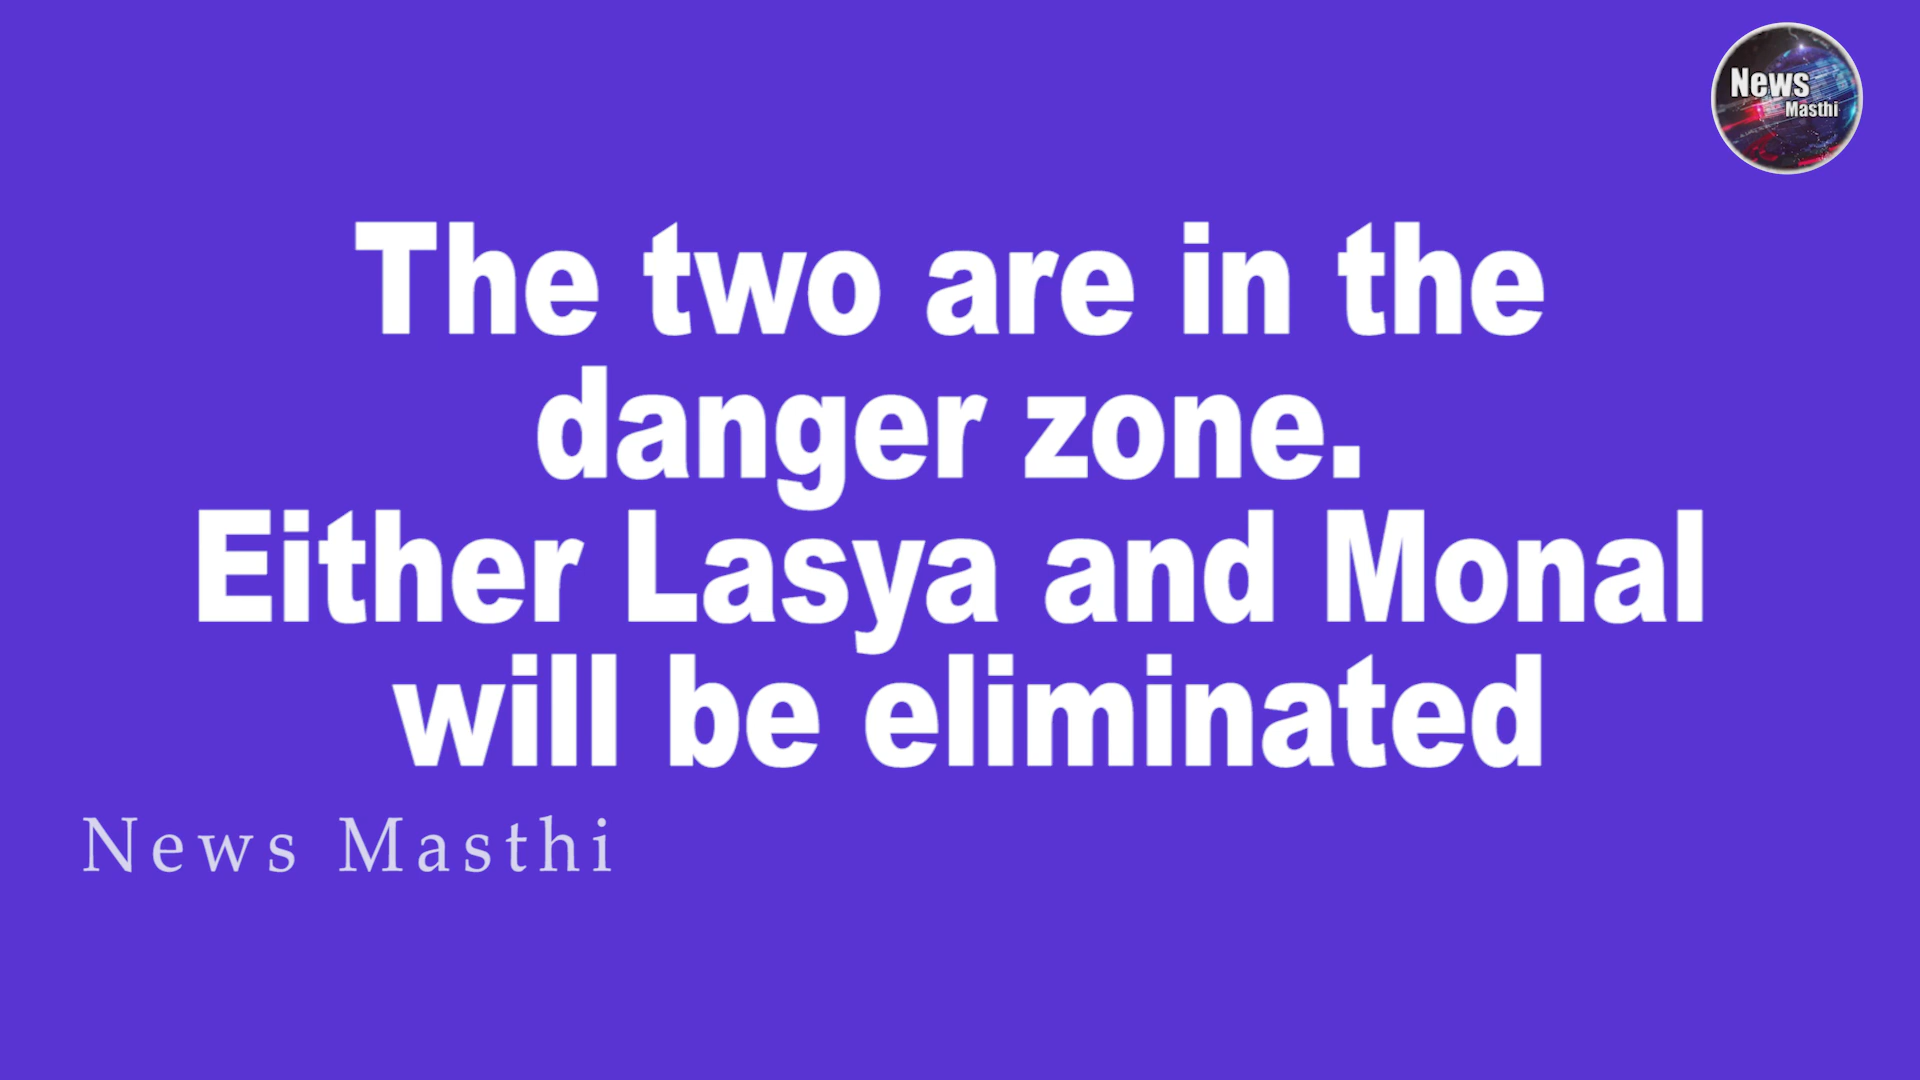 News
Masthi
The two are in the
danger zone.
Either Lasya and Monal
will be eliminated
News Masthi